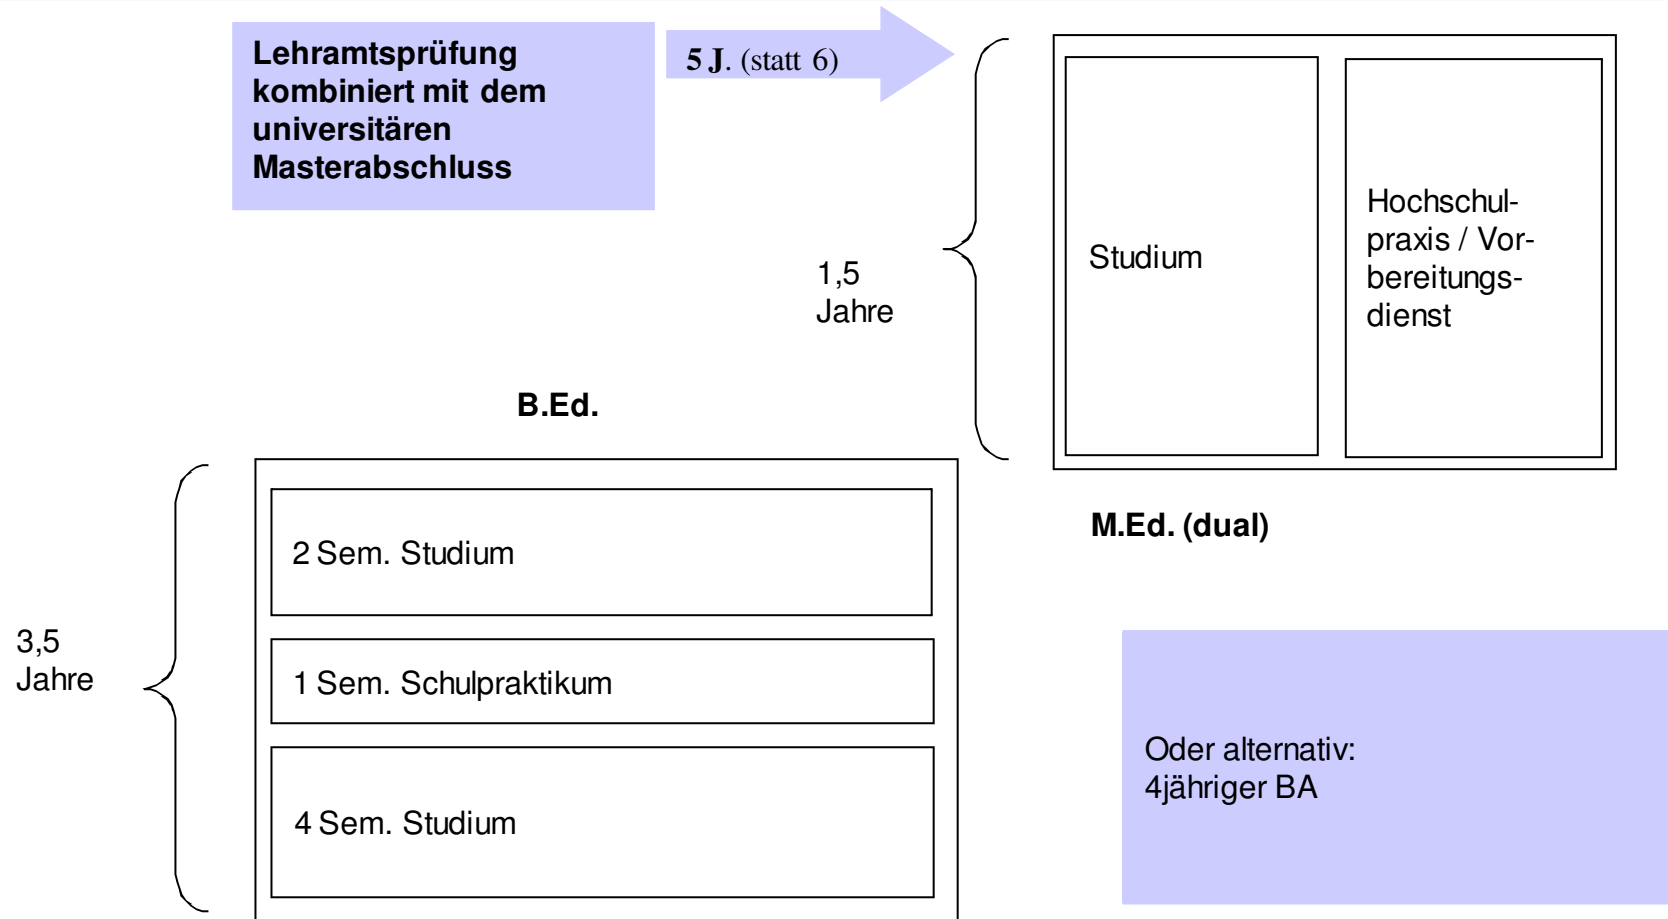 Lehramtsprüfung
kombiniert mit dem
universitären
Masterabschluss
5 J. (statt 6)
1,5
Jahre
Studium
Hochschul-
praxis / Vor-
bereitungs-
dienst
B.Ed.
M.Ed. (dual)
3,5
Jahre
2 Sem. Studium
1 Sem. Schulpraktikum
4 Sem. Studium
Oder alternativ:
4jähriger BA